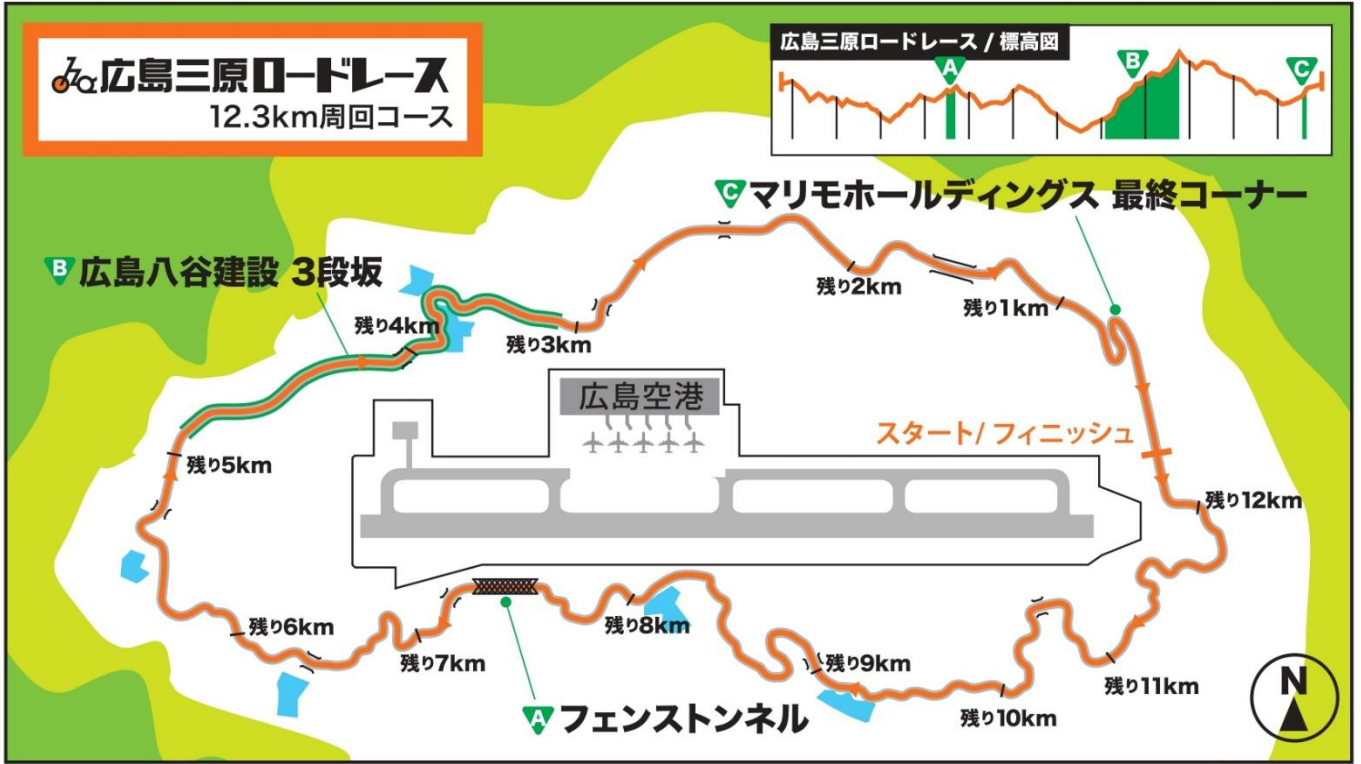 広島三原ロードレース
12.3km周回コース
広島三原ロードレース / 標高図
A
B
C
C マリモホールディングス 最終コーナー
B 広島八谷建設 3段坂
残り4km
残り3km
残り2km
残り1km
広島空港
スタート/フィニッシュ
残り5km
残り12km
残り6km
残り7km
残り8km
残り9km
残り10km
残り11km
A フェンストンネル
N